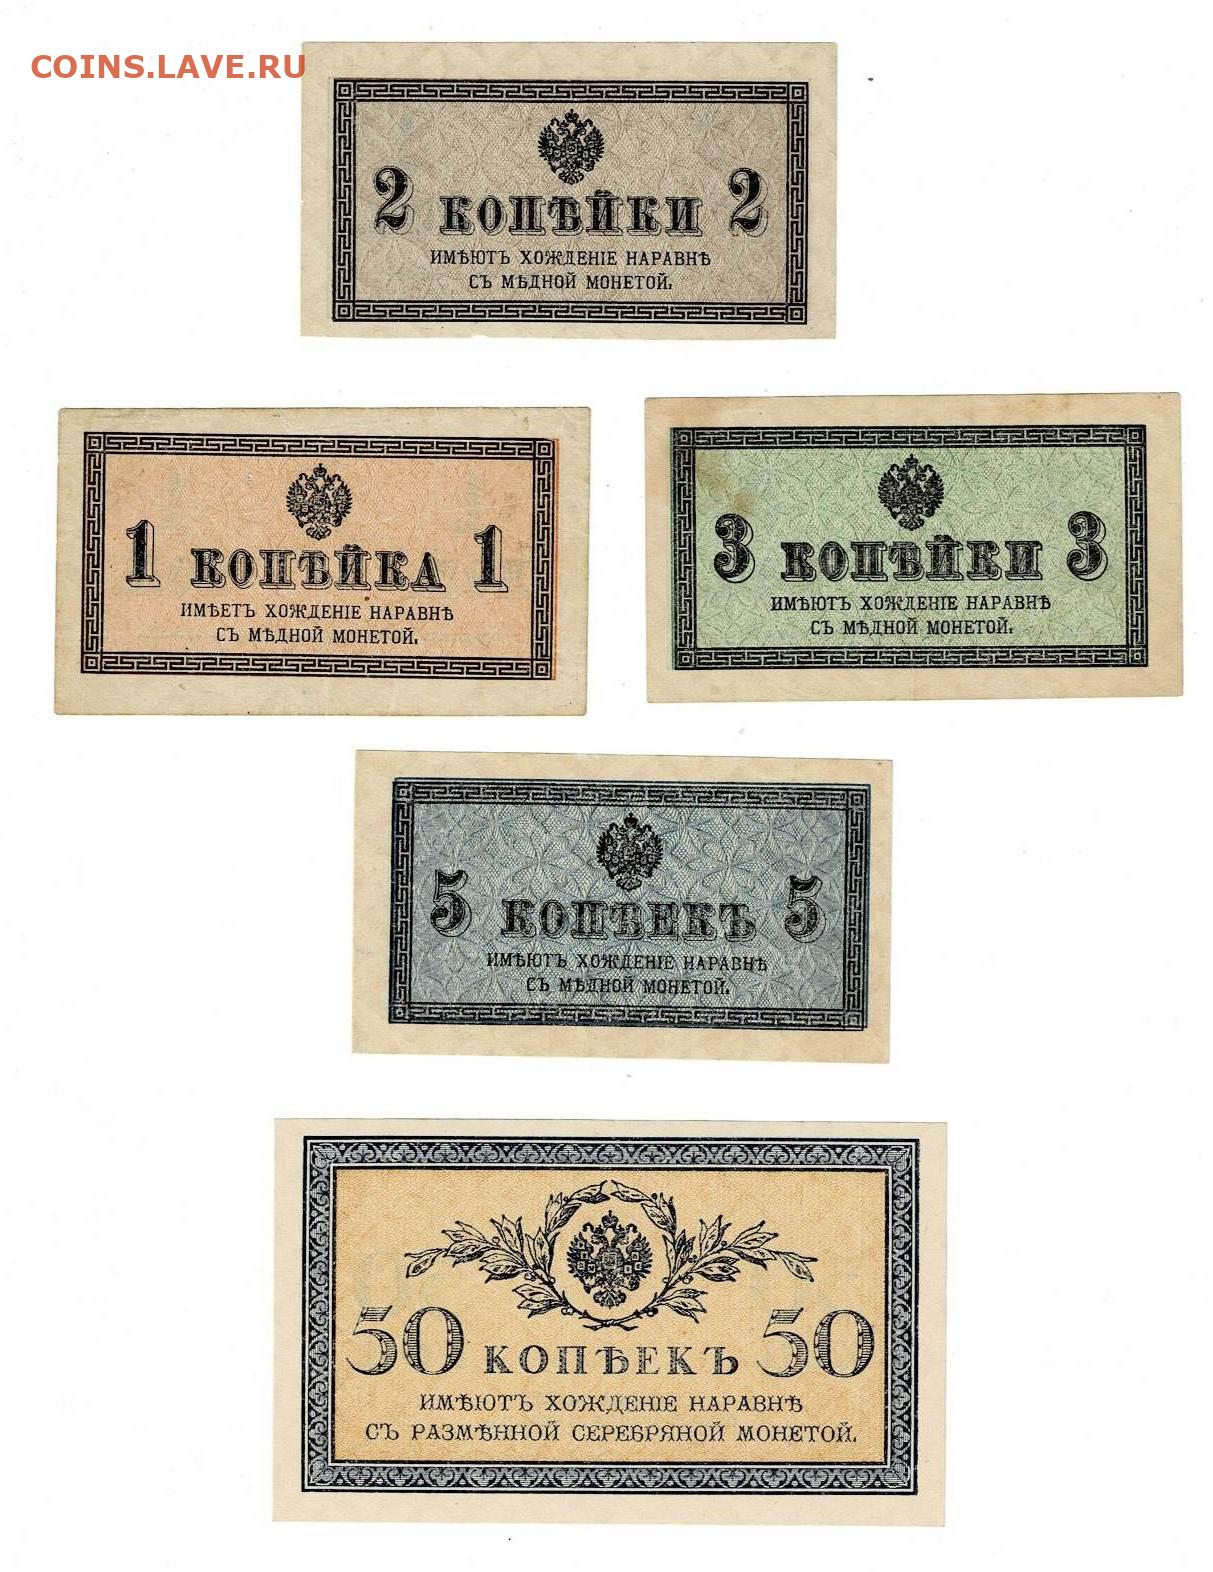 COINS.LAVE.RU
2 КОПѢЙКИ 2
ИМѢЮТЪ ХОЖДЕНІЕ НАРАВНѢ
СЪ МѢДНОЙ МОНЕТОЙ.
1 КОПѢЙКА 1
ИМѢЕТЪ ХОЖДЕНІЕ НАРАВНѢ
СЪ МѢДНОЙ МОНЕТОЙ.
3 КОПѢЙКИ 3
ИМѢЮТЪ ХОЖДЕНІЕ НАРАВНѢ
СЪ МѢДНОЙ МОНЕТОЙ.
5 КОПѢЕКЪ 5
ИМѢЮТЪ ХОЖДЕНІЕ НАРАВНѢ
СЪ МѢДНОЙ МОНЕТОЙ.
50 КОПѢЕКЪ 50
ИМѢЮТЪ ХОЖДЕНІЕ НАРАВНѢ
СЪ РАЗМѢННОЙ СЕРЕБРЯНОЙ МОНЕТОЙ.